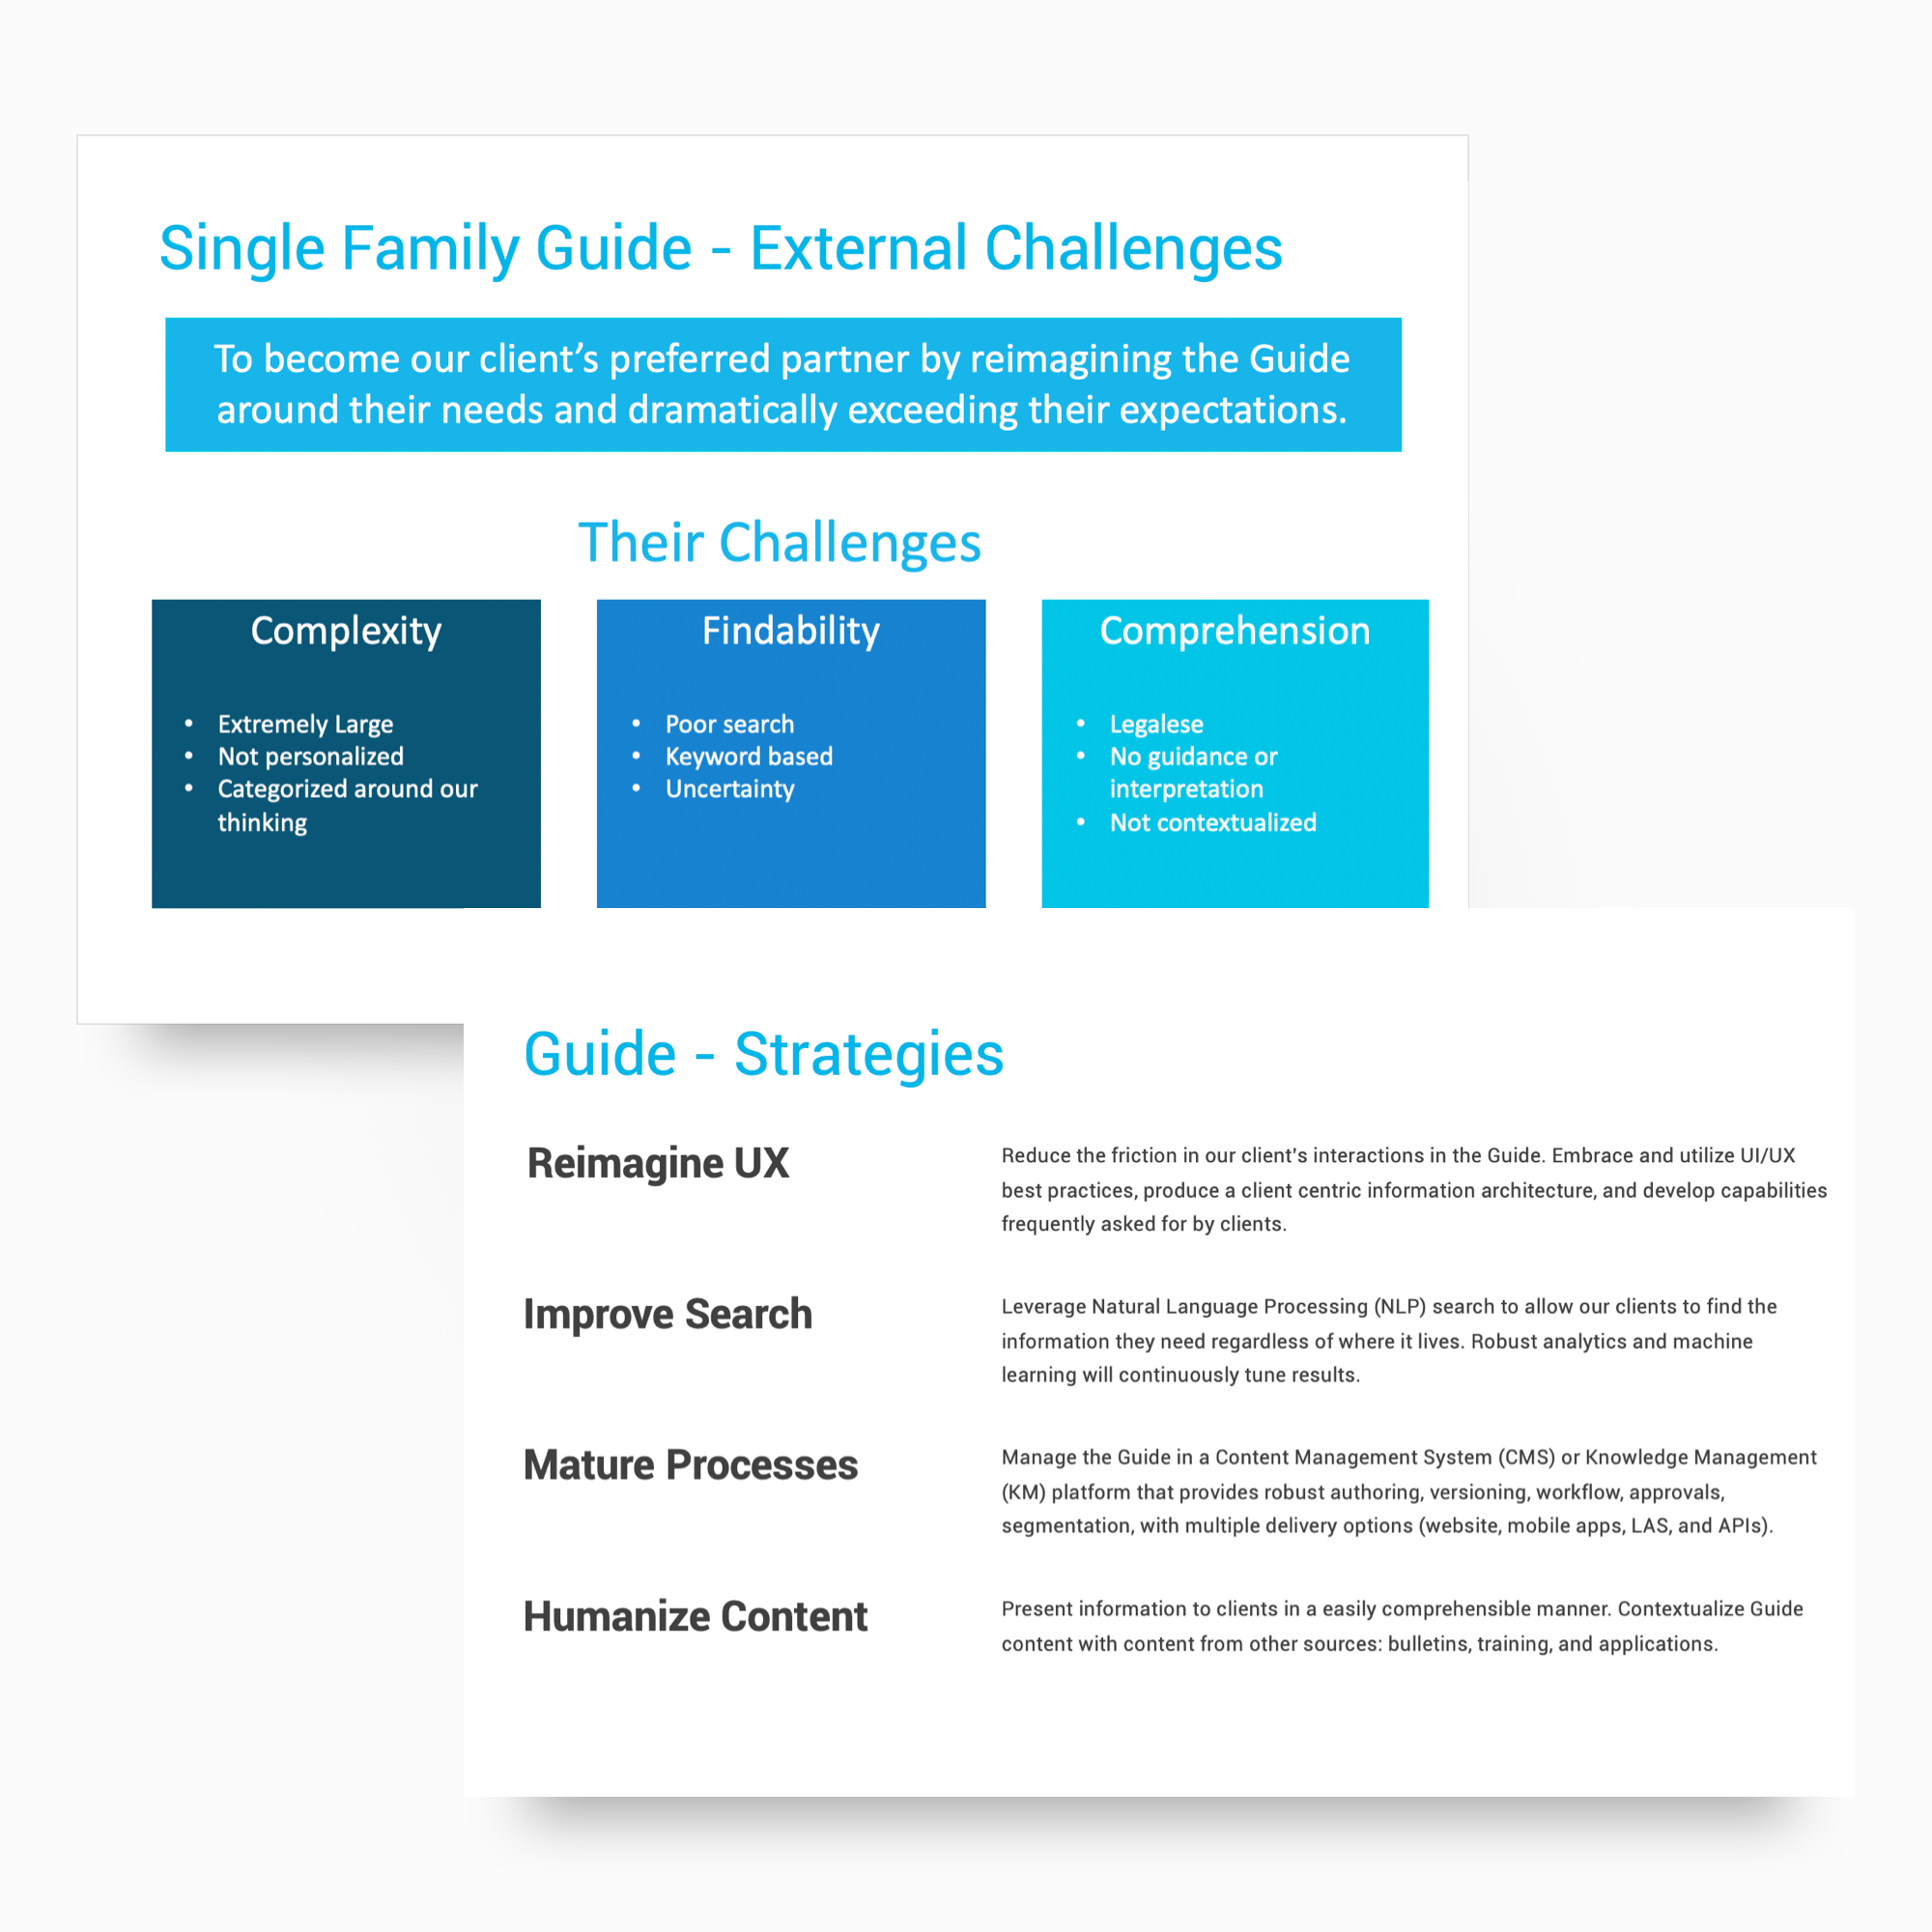 Single Family Guide - External Challenges
To become our client’s preferred partner by reimagining the Guide
around their needs and dramatically exceeding their expectations.
Their Challenges
Complexity
• Extremely Large
• Not personalized
• Categorized around our
thinking
Findability
• Poor search
• Keyword based
• Uncertainty
Comprehension
• Legalese
• No guidance or
interpretation
• Not contextualized
Guide - Strategies
Reimagine UX
Reduce the friction in our client's interactions in the Guide. Embrace and utilize UI/UX
best practices, produce a client centric information architecture, and develop capabilities
frequently asked for by clients.
Improve Search
Leverage Natural Language Processing (NLP) search to allow our clients to find the
information they need regardless of where it lives. Robust analytics and machine
learning will continuously tune results.
Mature Processes
Manage the Guide in a Content Management System (CMS) or Knowledge Management
(KM) platform that provides robust authoring, versioning, workflow, approvals,
segmentation, with multiple delivery options (website, mobile apps, LAS, and APIs).
Humanize Content
Present information to clients in a easily comprehensible manner. Contextualize Guide
content with content from other sources: bulletins, training, and applications.